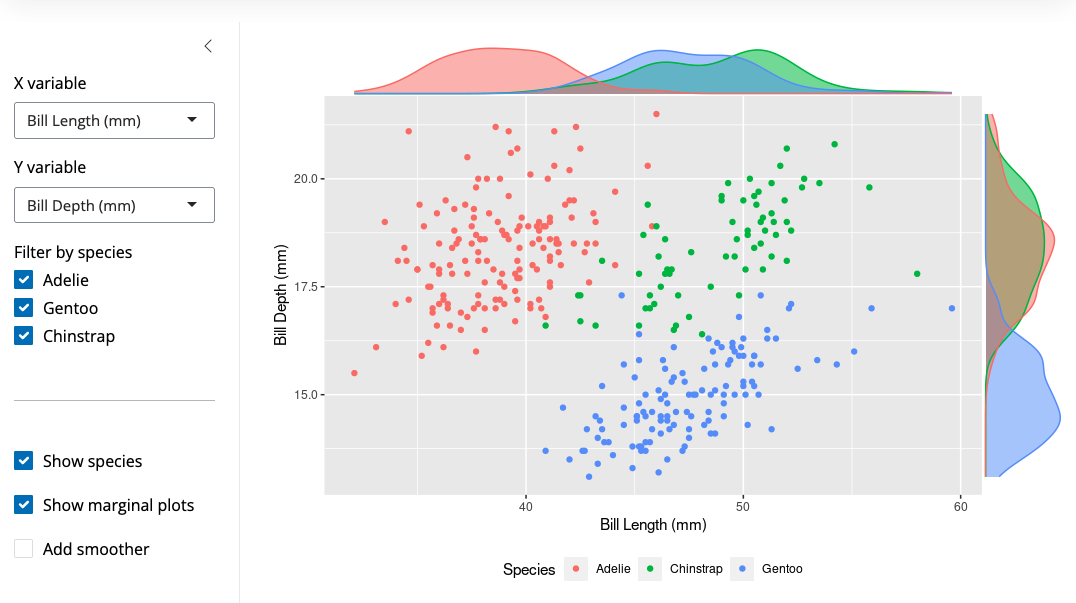 X variable
Bill Length (mm)
Y variable
Bill Depth (mm)
Filter by species
Adelie
Gentoo
Chinstrap
Show species
Show marginal plots
Add smoother
Bill Depth (mm)
20.0
17.5
15.0
40 50 60
Bill Length (mm)
Species Adelie Chinstrap Gentoo